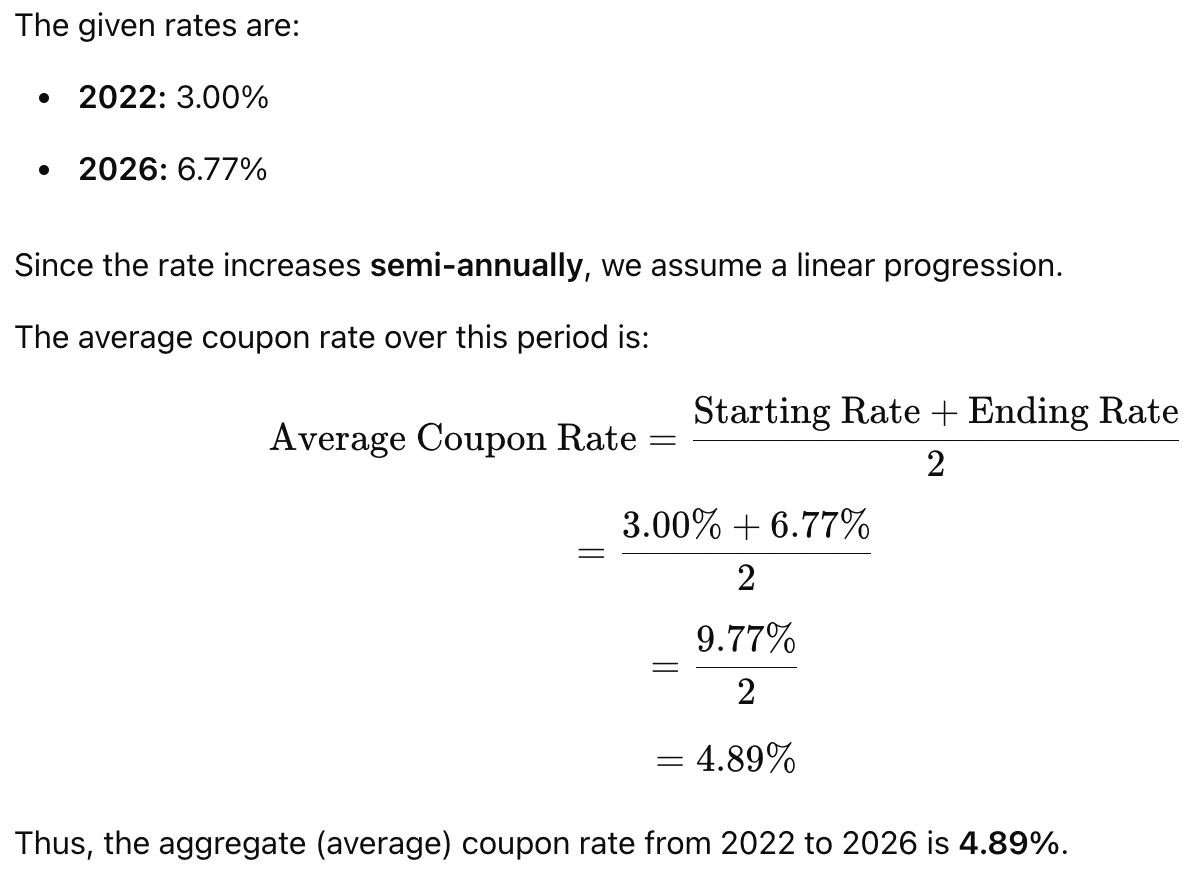 The given rates are:
• 2022: 3.00%
• 2026: 6.77%
Since the rate increases semi-annually, we assume a linear progression.
The average coupon rate over this period is:
Average Coupon Rate = \frac{Starting Rate + Ending Rate}{2}
= \frac{3.00% + 6.77%}{2}
= \frac{9.77%}{2}
= 4.89%
Thus, the aggregate (average) coupon rate from 2022 to 2026 is 4.89%.